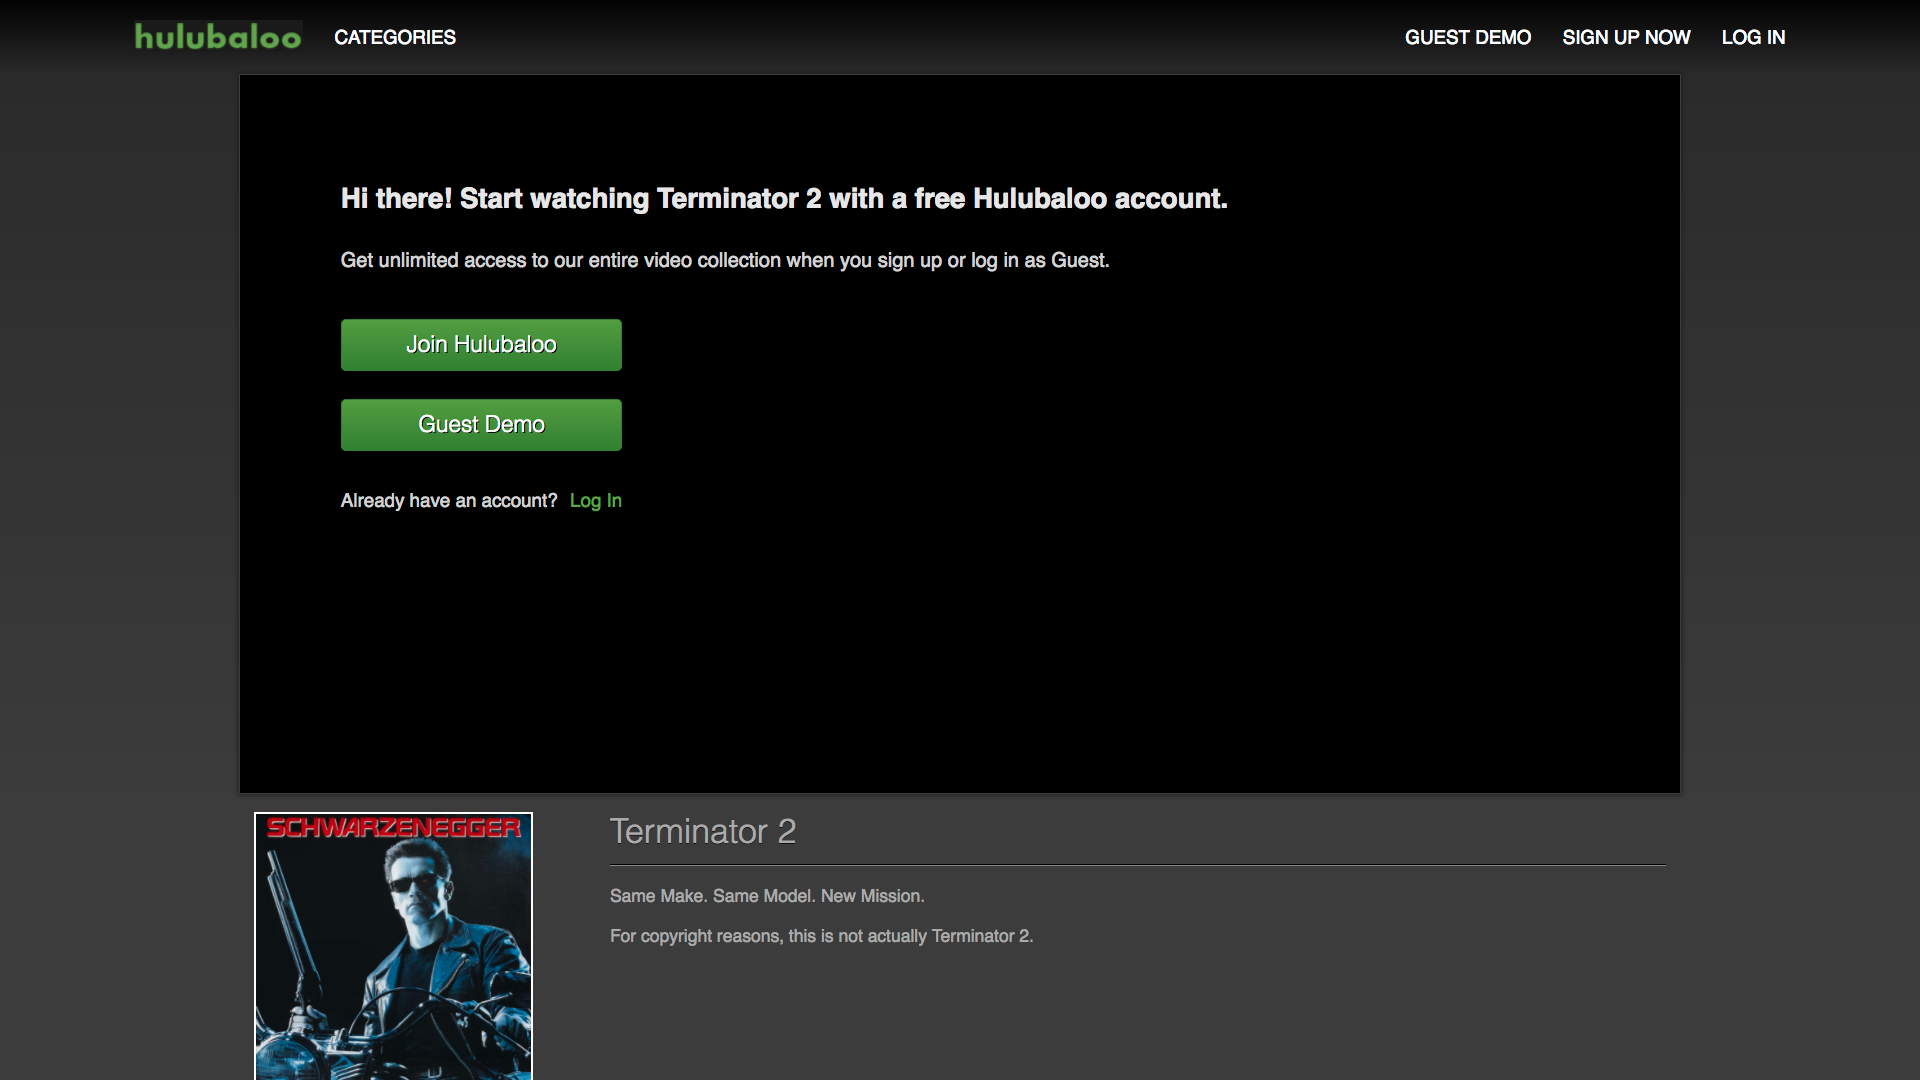 hulubaloo CATEGORIES GUEST DEMO SIGN UP NOW LOG IN
Hi there! Start watching Terminator 2 with a free Hulubaloo account.
Get unlimited access to our entire video collection when you sign up or log in as Guest.
Join Hulubaloo
Guest Demo
Already have an account? Log In
SCHWARZENEGGER
Terminator 2
Same Make. Same Model. New Mission.
For copyright reasons, this is not actually Terminator 2.